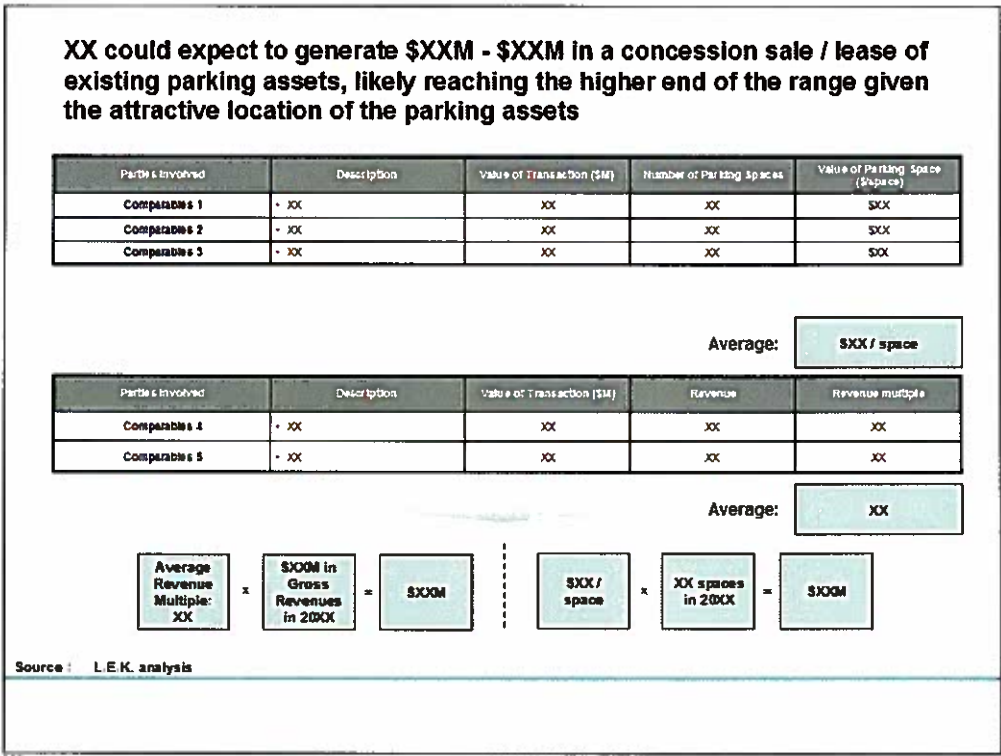 XX could expect to generate $XXM - $XXM in a concession sale / lease of
existing parking assets, likely reaching the higher end of the range given
the attractive location of the parking assets
Parties Involved Description Value of Transaction ($M) Number of Parking Spaces Value of Parking Space
($/space)
Comparables 1 • XX XX XX $XX
Comparables 2 • XX XX XX $XX
Comparables 3 • XX XX XX $XX
Average: $XX / space
Parties Involved Description Value of Transaction ($M) Revenue Revenue multiple
Comparables 4 • XX XX XX XX
Comparables 5 • XX XX XX XX
Average: XX
Average
Revenue
Multiple:
XX
x
$XXM in
Gross
Revenues
in 20XX
=
$XXM
$XX /
space
x
XX spaces
in 20XX
=
$XXM
Source : L.E.K. analysis